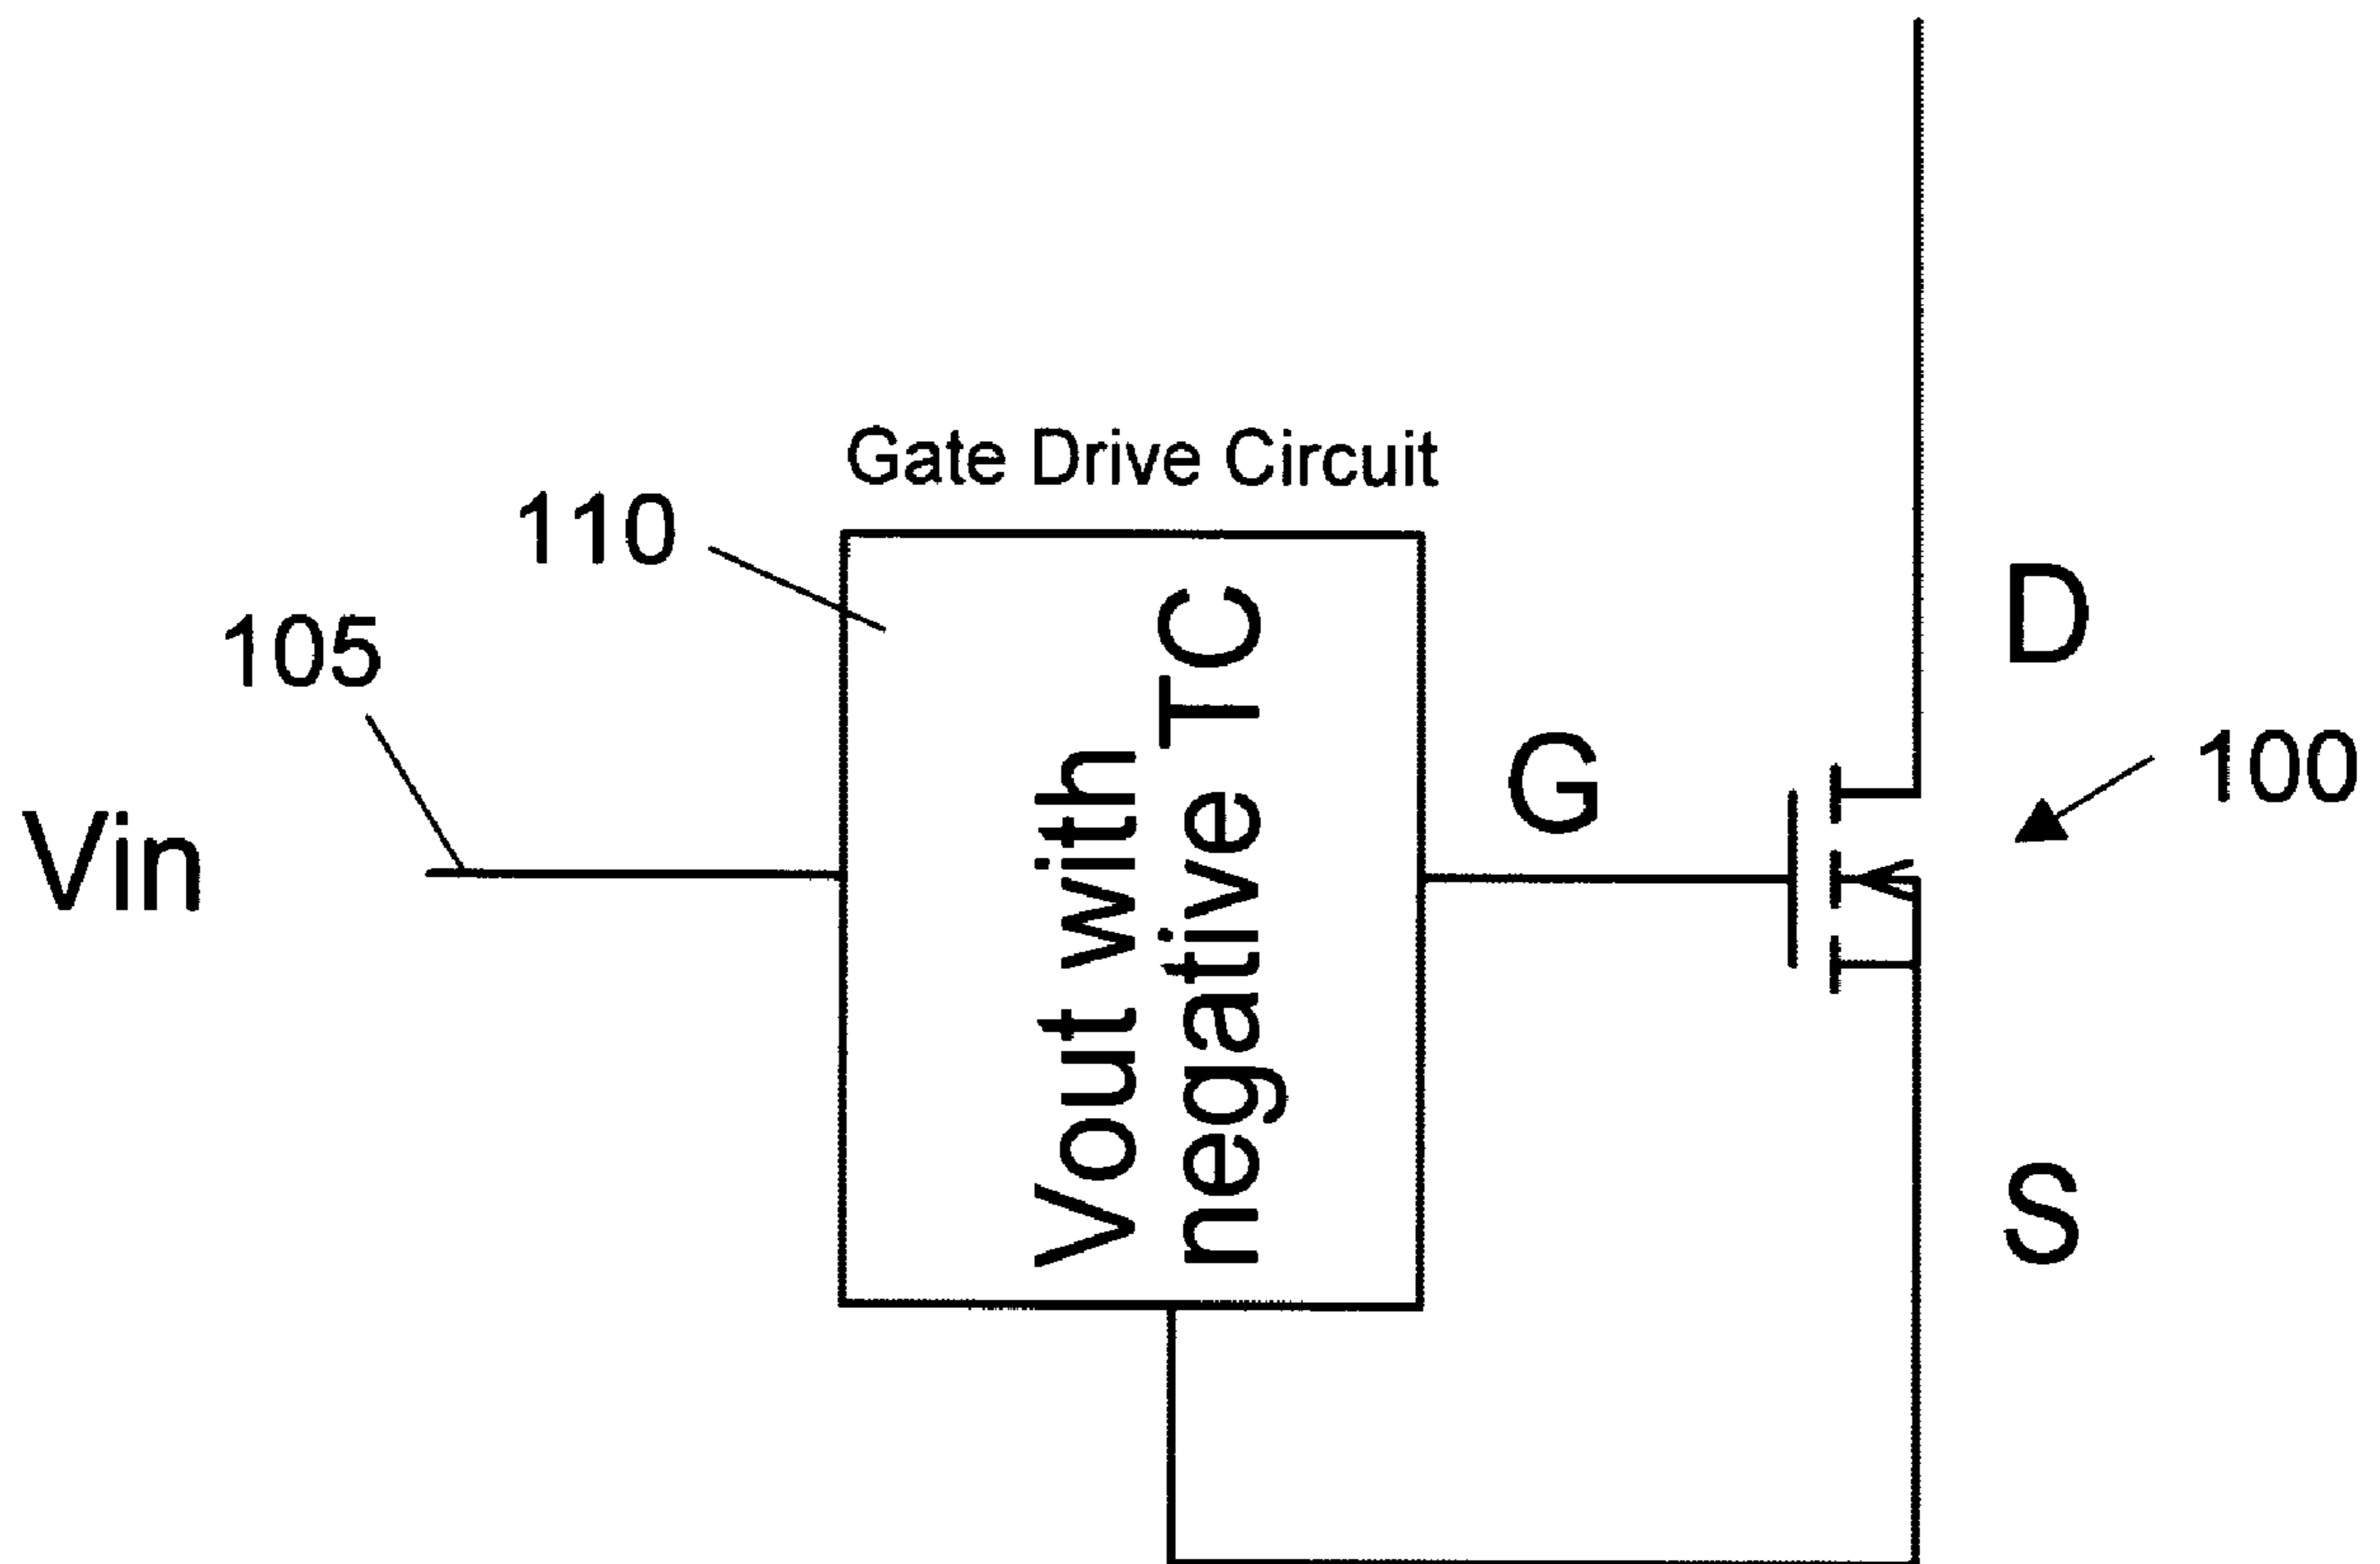 Gate Drive Circuit
110
105
Vin
Vout with
negative TC
G
D
100
S